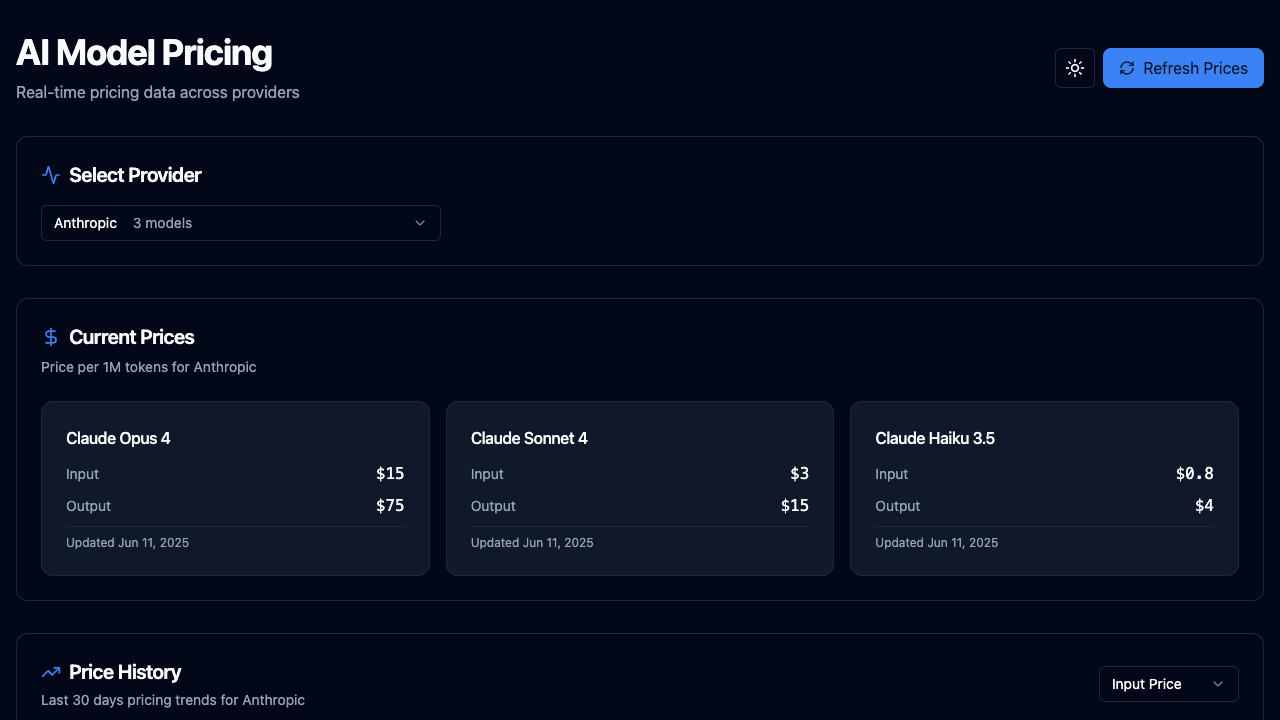 AI Model Pricing
Real-time pricing data across providers
Refresh Prices
Select Provider
Anthropic 3 models
Current Prices
Price per 1M tokens for Anthropic
Claude Opus 4
Input $15
Output $75
Updated Jun 11, 2025
Claude Sonnet 4
Input $3
Output $15
Updated Jun 11, 2025
Claude Haiku 3.5
Input $0.8
Output $4
Updated Jun 11, 2025
Price History
Last 30 days pricing trends for Anthropic
Input Price